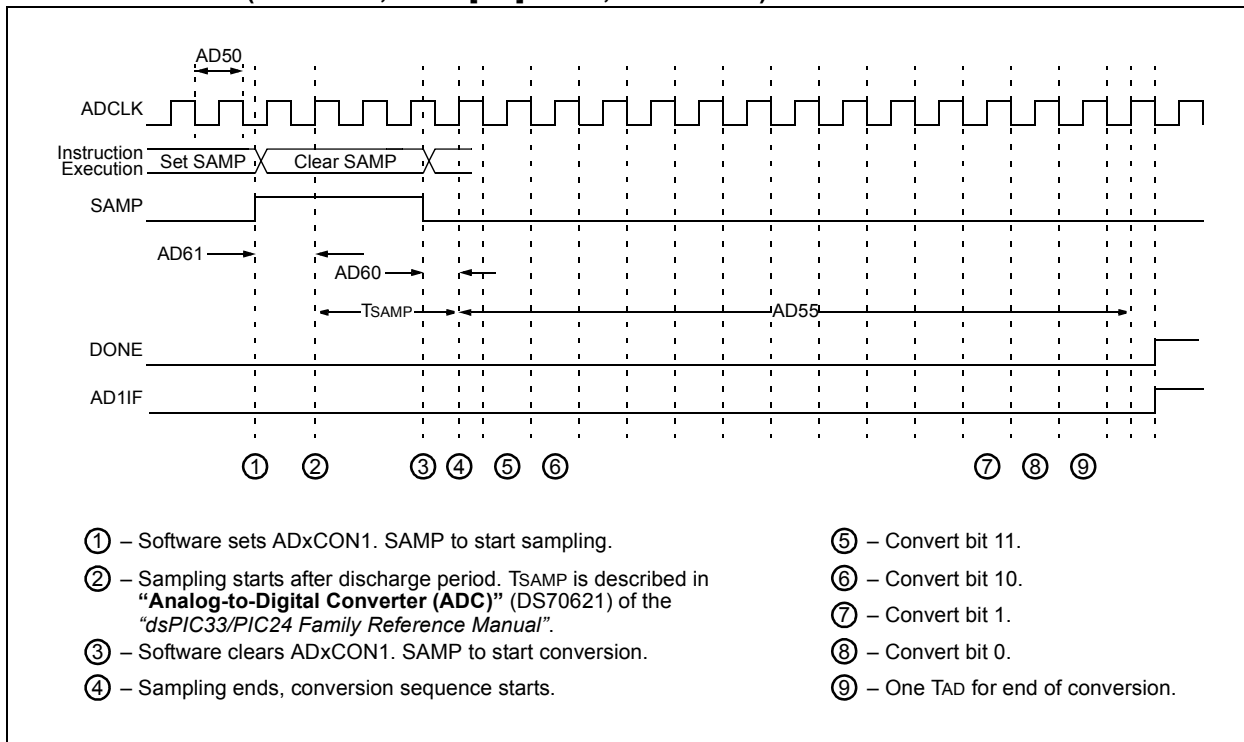 AD50
ADCLK
Instruction
Execution
Set SAMP
Clear SAMP
SAMP
AD61
AD60
TSAMP
AD55
DONE
AD1IF
1 2 3 4 5 6 7 8 9
1 – Software sets ADxCON1. SAMP to start sampling.
2 – Sampling starts after discharge period. TSAMP is described in
“Analog-to-Digital Converter (ADC)” (DS70621) of the
“dsPIC33/PIC24 Family Reference Manual”.
3 – Software clears ADxCON1. SAMP to start conversion.
4 – Sampling ends, conversion sequence starts.
5 – Convert bit 11.
6 – Convert bit 10.
7 – Convert bit 1.
8 – Convert bit 0.
9 – One TAD for end of conversion.